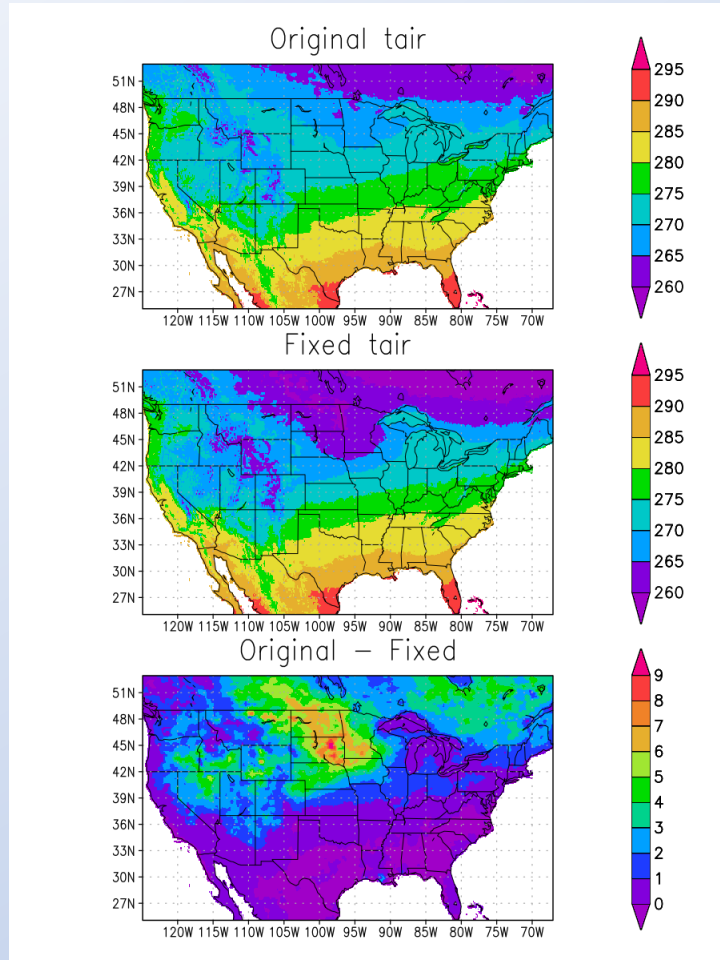 Original tair
51N
48N
45N
42N
39N
36N
33N
30N
27N
120W 115W 110W 105W 100W 95W 90W 85W 80W 75W 70W
295
290
285
280
275
270
265
260
Fixed tair
51N
48N
45N
42N
39N
36N
33N
30N
27N
120W 115W 110W 105W 100W 95W 90W 85W 80W 75W 70W
295
290
285
280
275
270
265
260
Original – Fixed
51N
48N
45N
42N
39N
36N
33N
30N
27N
120W 115W 110W 105W 100W 95W 90W 85W 80W 75W 70W
9
8
7
6
5
4
3
2
1
0